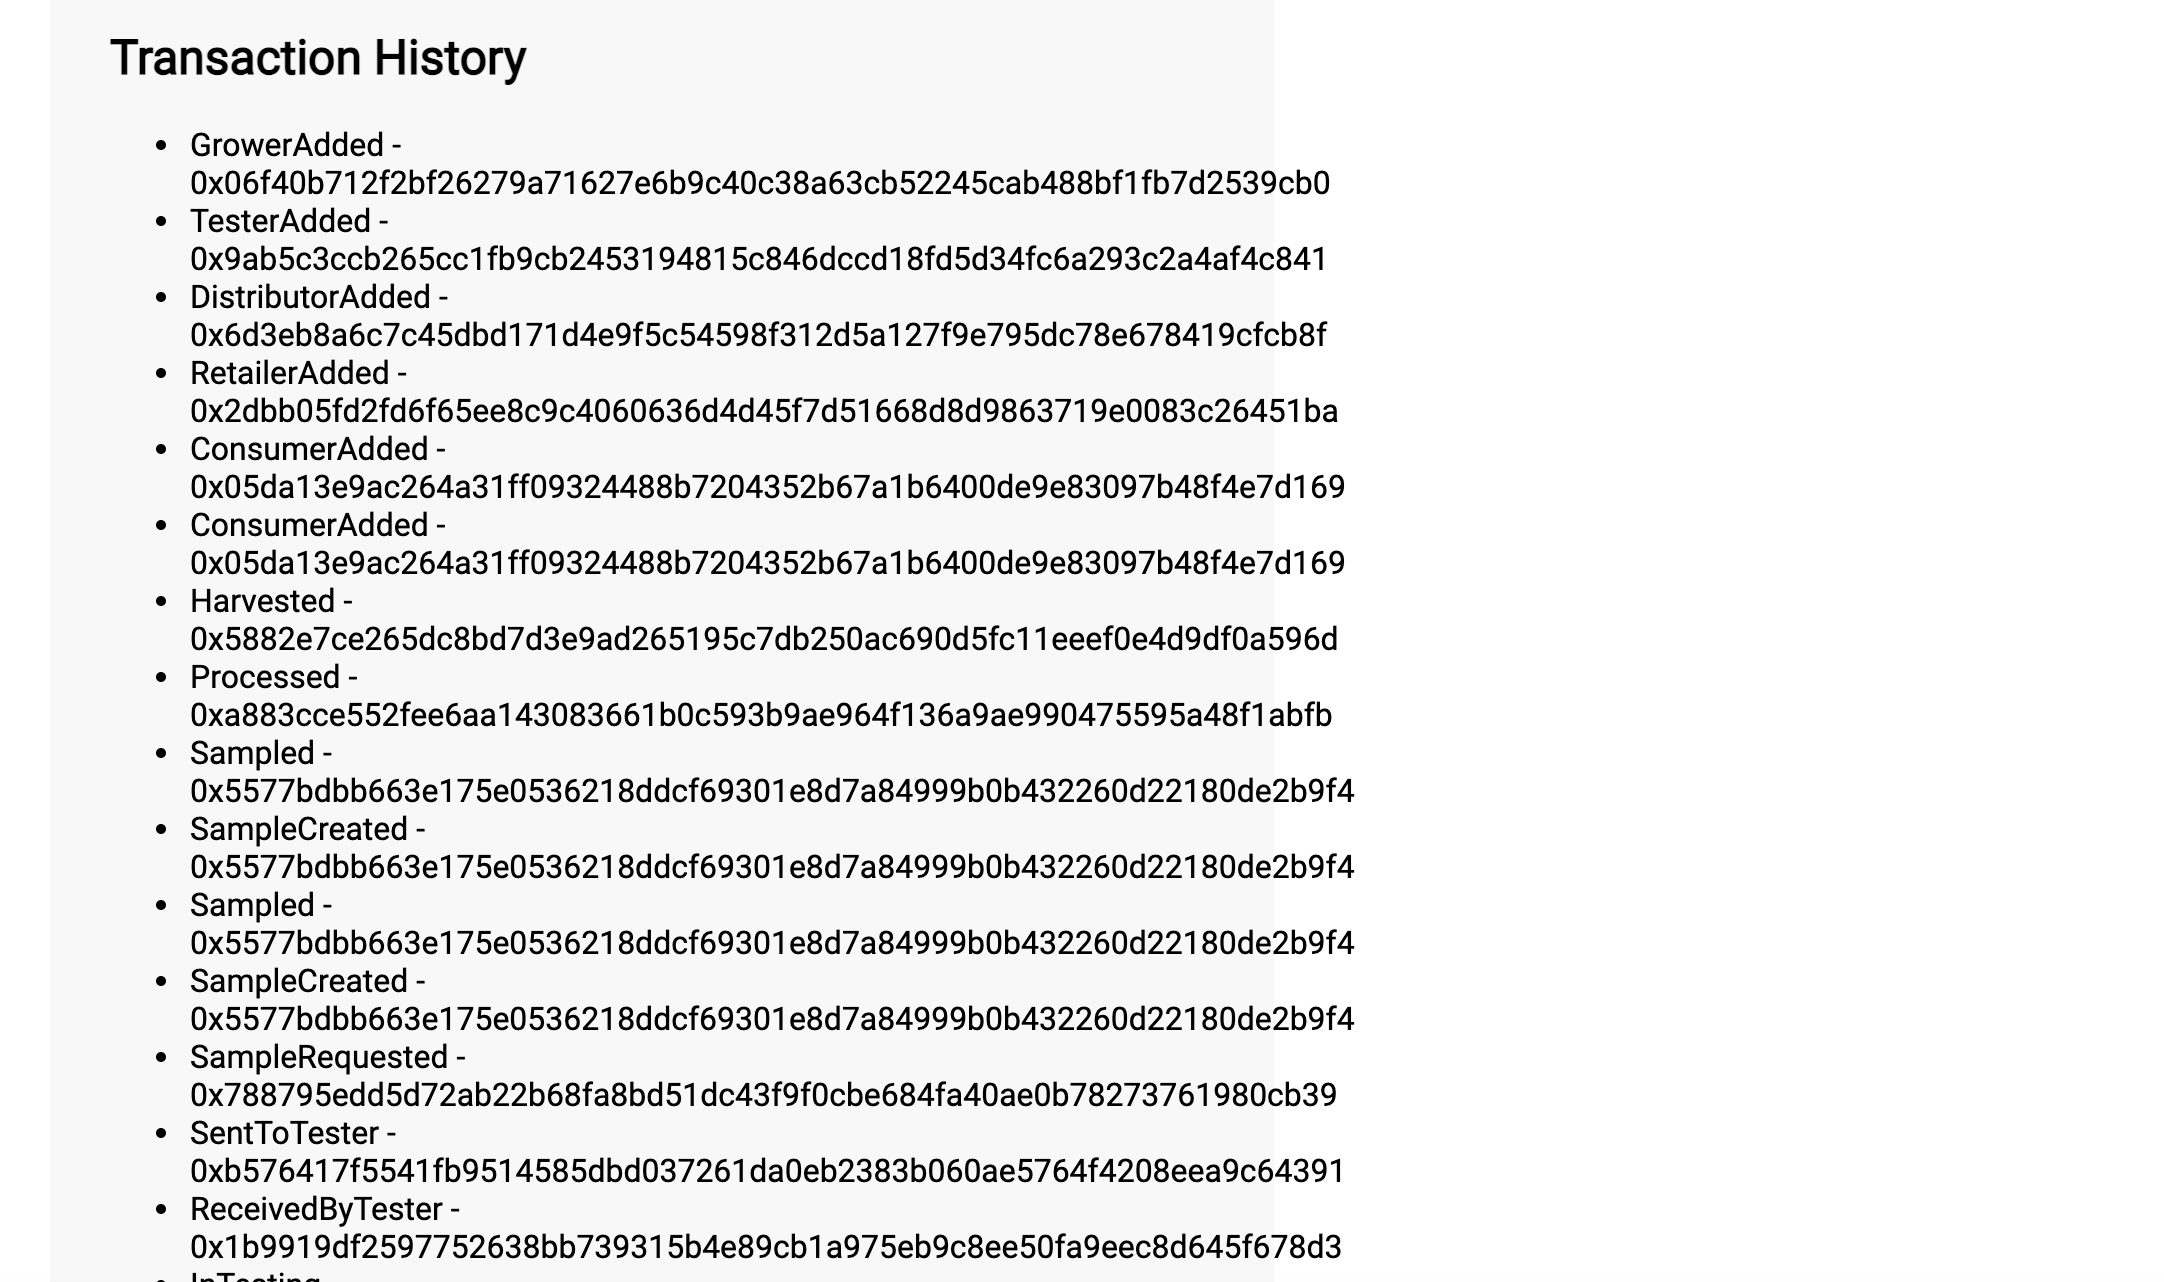 Transaction History
• GrowerAdded -
0x06f40b712f2bf26279a71627e6b9c40c38a63cb52245cab488bf1fb7d2539cb0
• TesterAdded -
0x9ab5c3ccb265cc1fb9cb2453194815c846dccd18fd5d34fc6a293c2a4af4c841
• DistributorAdded -
0x6d3eb8a6c7c45dbd171d4e9f5c54598f312d5a127f9e795dc78e678419cfcb8f
• RetailerAdded -
0x2dbb05fd2fd6f65ee8c9c4060636d4d45f7d51668d8d9863719e0083c26451ba
• ConsumerAdded -
0x05da13e9ac264a31ff09324488b7204352b67a1b6400de9e83097b48f4e7d169
• ConsumerAdded -
0x05da13e9ac264a31ff09324488b7204352b67a1b6400de9e83097b48f4e7d169
• Harvested -
0x5882e7ce265dc8bd7d3e9ad265195c7db250ac690d5fc11eeef0e4d9df0a596d
• Processed -
0xa883cce552fee6aa143083661b0c593b9ae964f136a9ae990475595a48f1abfb
• Sampled -
0x5577bdbb663e175e0536218ddcf69301e8d7a84999b0b432260d22180de2b9f4
• SampleCreated -
0x5577bdbb663e175e0536218ddcf69301e8d7a84999b0b432260d22180de2b9f4
• Sampled -
0x5577bdbb663e175e0536218ddcf69301e8d7a84999b0b432260d22180de2b9f4
• SampleCreated -
0x5577bdbb663e175e0536218ddcf69301e8d7a84999b0b432260d22180de2b9f4
• SampleRequested -
0x788795edd5d72ab22b68fa8bd51dc43f9f0cbe684fa40ae0b78273761980cb39
• SentToTester -
0xb576417f5541fb9514585dbd037261da0eb2383b060ae5764f4208eea9c64391
• ReceivedByTester -
0x1b9919df2597752638bb739315b4e89cb1a975eb9c8ee50fa9eec8d645f678d3
• InTesting